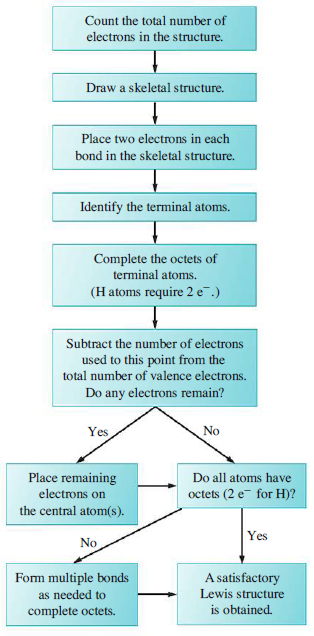 Count the total number of
electrons in the structure.
Draw a skeletal structure.
Place two electrons in each
bond in the skeletal structure.
Identify the terminal atoms.
Complete the octets of
terminal atoms.
(H atoms require 2 e⁻.)
Subtract the number of electrons
used to this point from the
total number of valence electrons.
Do any electrons remain?
Yes
No
Place remaining
electrons on
the central atom(s).
Do all atoms have
octets (2 e⁻ for H)?
No
Yes
Form multiple bonds
as needed to
complete octets.
A satisfactory
Lewis structure
is obtained.